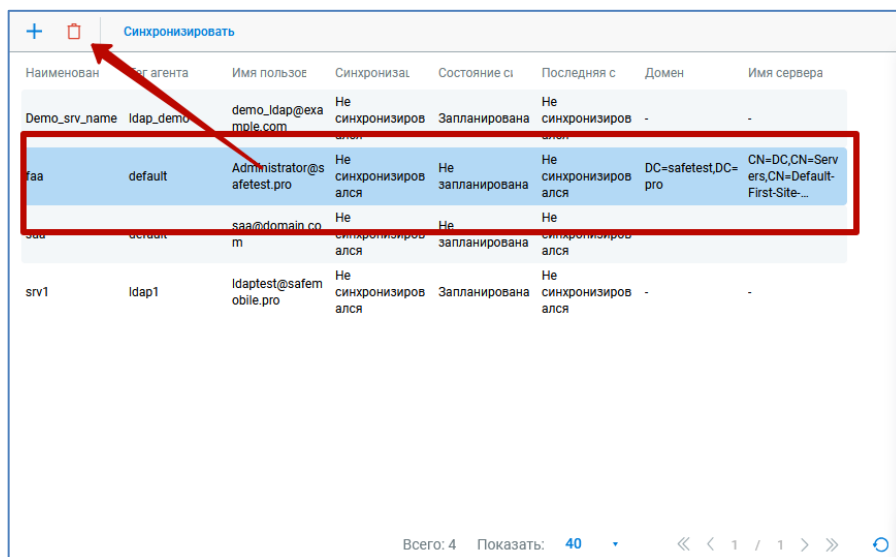 Синхронизировать
Наименован Тег агента Имя пользов Синхронизац Состояние си Последняя с Домен Имя сервера
Demo_srv_name ldap_demo demo_ldap@exa
mple.com Не
синхронизиров
ался Запланирована Не
синхронизиров
ался - -
faa default Administrator@s
afetest.pro Не
синхронизиров
ался Не
запланирована Не
синхронизиров
ался DC=safetest,DC=
pro CN=DC,CN=Serv
ers,CN=Default-
First-Site-...
saa default saa@domain.co
m Не
синхронизиров
ался Не
запланирована Не
синхронизиров
ался
srv1 ldap1 ldaptest@safem
obile.pro Не
синхронизиров
ался Запланирована Не
синхронизиров
ался - -
Всего: 4 Показать: 40 1 / 1